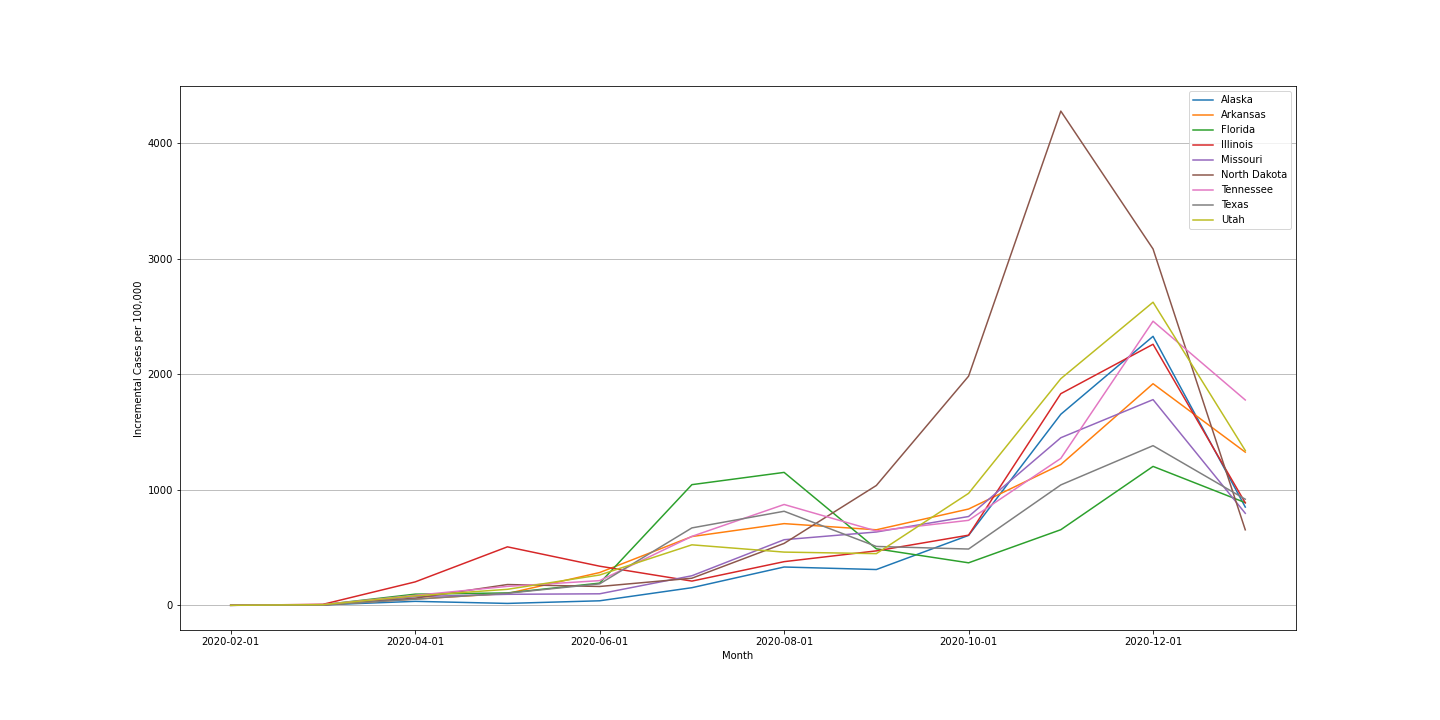 Alaska
Arkansas
Florida
Illinois
Missouri
North Dakota
Tennessee
Texas
Utah
4000
3000
2000
1000
0
Incremental Cases per 100,000
2020-02-01 2020-04-01 2020-06-01 2020-08-01 2020-10-01 2020-12-01
Month